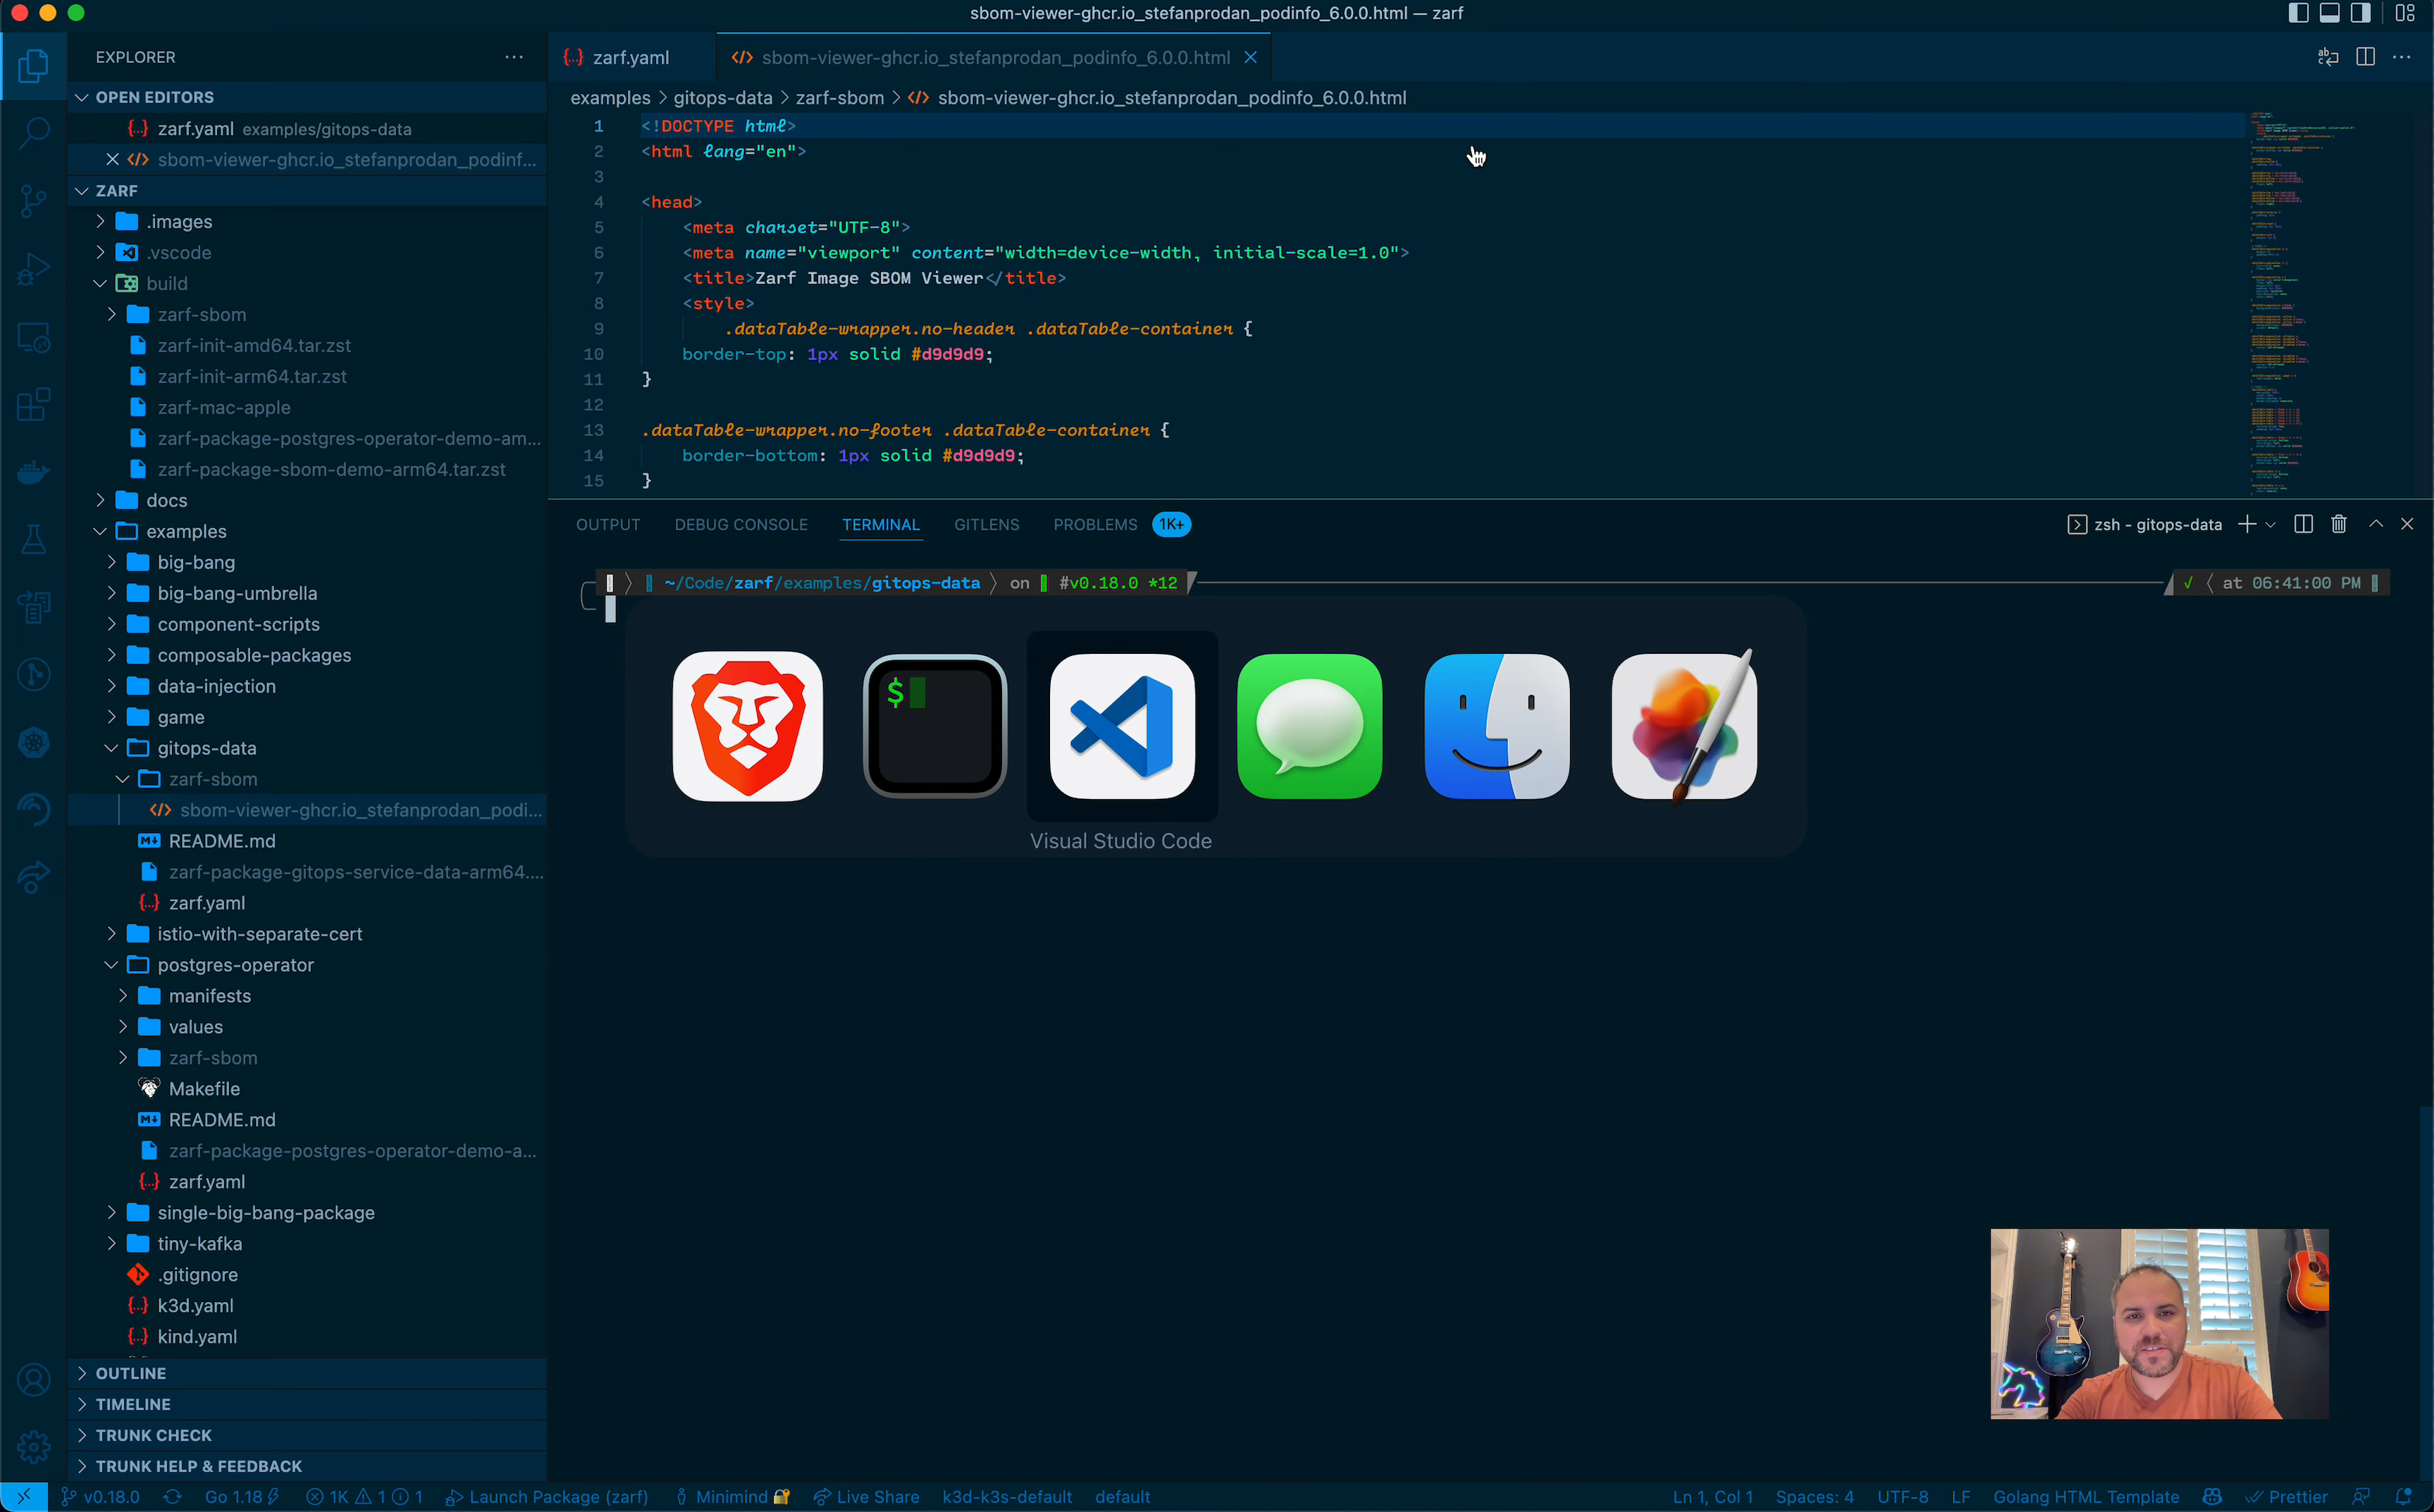 sbom-viewer-ghcr.io_stefanprodan_podinfo_6.0.0.html — zarf
EXPLORER
OPEN EDITORS
zarf.yaml examples/gitops-data
sbom-viewer-ghcr.io_stefanprodan_podinf...
ZARF
.images
.vscode
build
zarf-sbom
zarf-init-amd64.tar.zst
zarf-init-arm64.tar.zst
zarf-mac-apple
zarf-package-postgres-operator-demo-am...
zarf-package-sbom-demo-arm64.tar.zst
docs
examples
big-bang
big-bang-umbrella
component-scripts
composable-packages
data-injection
game
gitops-data
zarf-sbom
sbom-viewer-ghcr.io_stefanprodan_podi...
README.md
zarf-package-gitops-service-data-arm64....
zarf.yaml
istio-with-separate-cert
postgres-operator
manifests
values
zarf-sbom
Makefile
README.md
zarf-package-postgres-operator-demo-a...
zarf.yaml
single-big-bang-package
tiny-kafka
.gitignore
k3d.yaml
kind.yaml
OUTLINE
TIMELINE
TRUNK CHECK
TRUNK HELP & FEEDBACK
zarf.yaml sbom-viewer-ghcr.io_stefanprodan_podinfo_6.0.0.html
examples > gitops-data > zarf-sbom > sbom-viewer-ghcr.io_stefanprodan_podinfo_6.0.0.html
1 <!DOCTYPE html>
2 <html lang="en">
3
4 <head>
5 <meta charset="UTF-8">
6 <meta name="viewport" content="width=device-width, initial-scale=1.0">
7 <title>Zarf Image SBOM Viewer</title>
8 <style>
9 .dataTable-wrapper.no-header .dataTable-container {
10 border-top: 1px solid #d9d9d9;
11 }
12
13 .dataTable-wrapper.no-footer .dataTable-container {
14 border-bottom: 1px solid #d9d9d9;
15 }
OUTPUT DEBUG CONSOLE TERMINAL GITLENS PROBLEMS 1K+ zsh - gitops-data
~/Code/zarf/examples/gitops-data on #v0.18.0 *12 √ at 06:41:00 PM
$
Visual Studio Code
v0.18.0 Go 1.18 1K 1 1 Launch Package (zarf) Minimind Live Share k3d-k3s-default default Ln 1, Col 1 Spaces: 4 UTF-8 LF Golang HTML Template Prettier